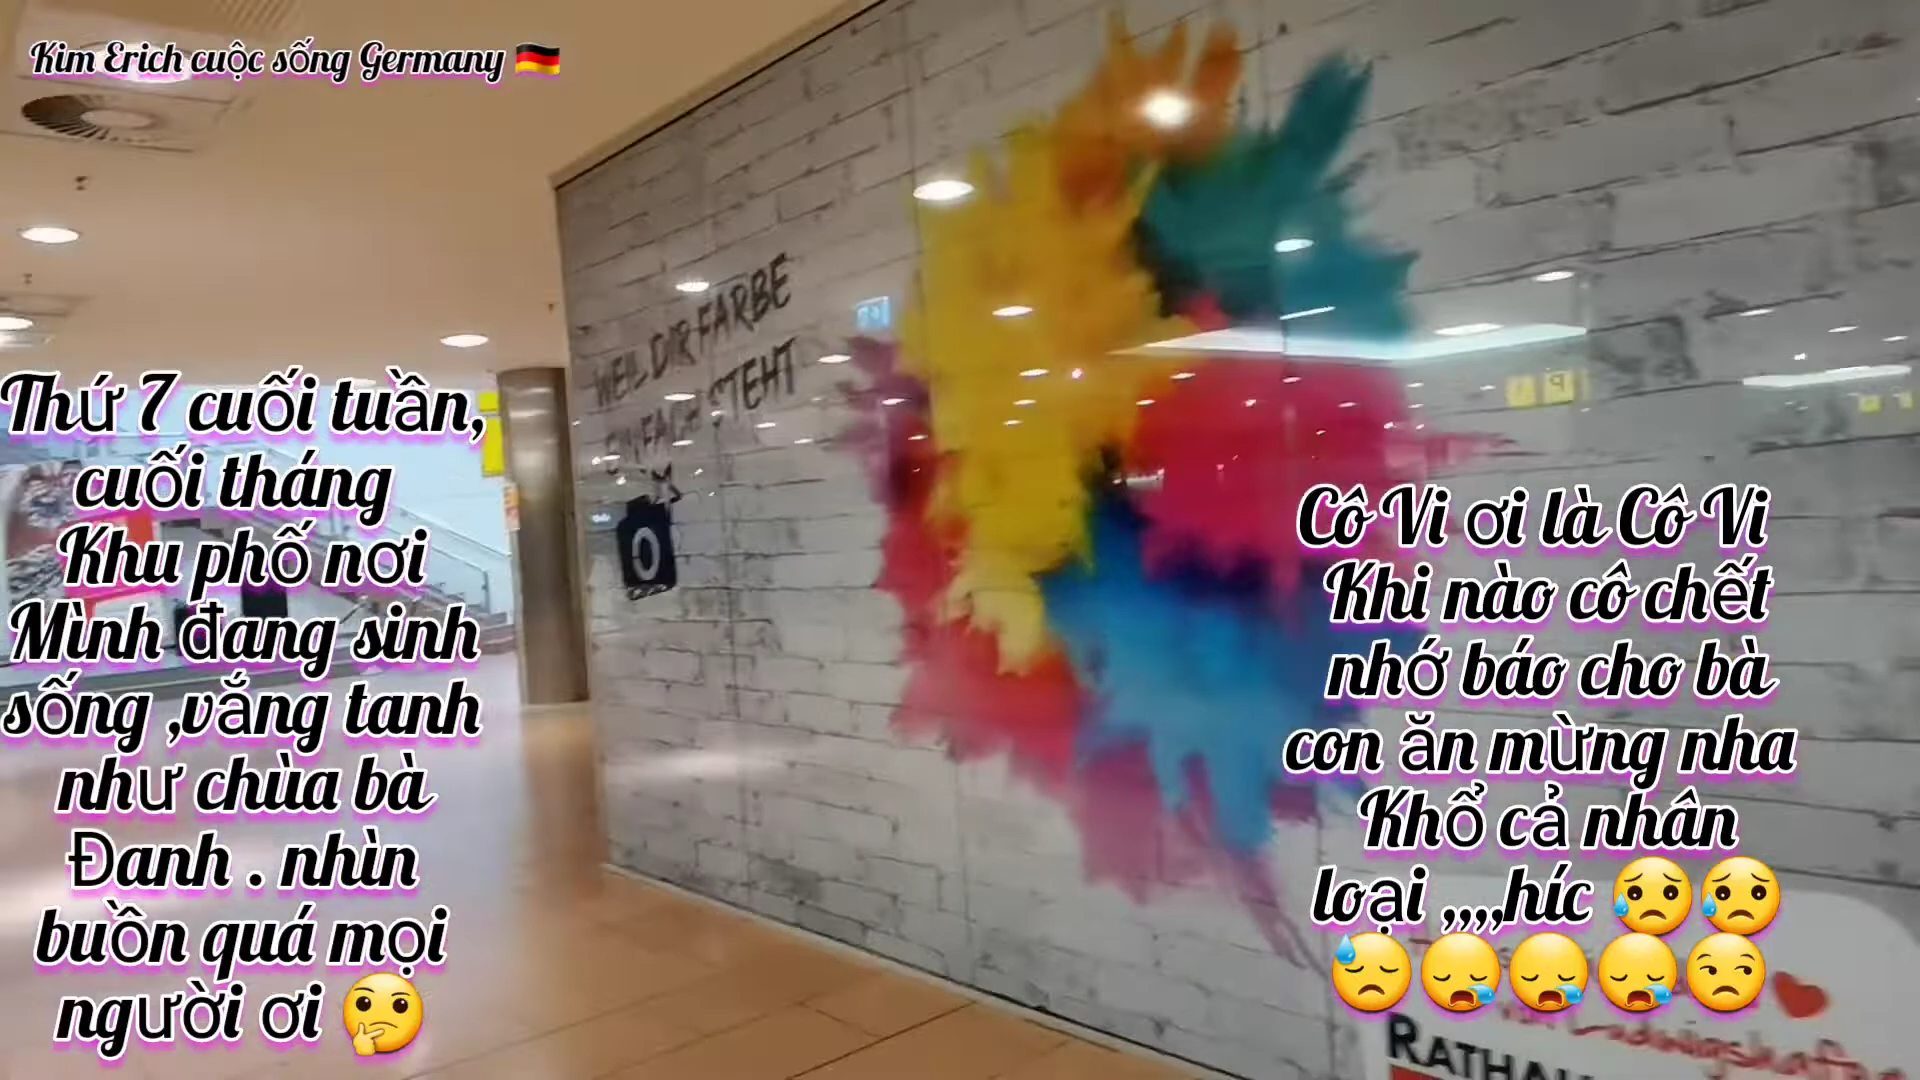 Kim Erich cuộc sống Germany 🇩🇪
WEIL DIR FARBE
EINFACH STEHT
Thứ 7 cuối tuần,
cuối tháng
Khu phố nơi
Mình đang sinh
sống ,vắng tanh
như chùa bà
Đanh . nhìn
buồn quá mọi
người ơi 🤔
Cô Vi ơi là Cô Vi
Khi nào cô chết
nhớ báo cho bà
con ăn mừng nha
Khổ cả nhân
loại ,,,,híc 😥😥
😓😪😪😪😒
Ludwigshafen